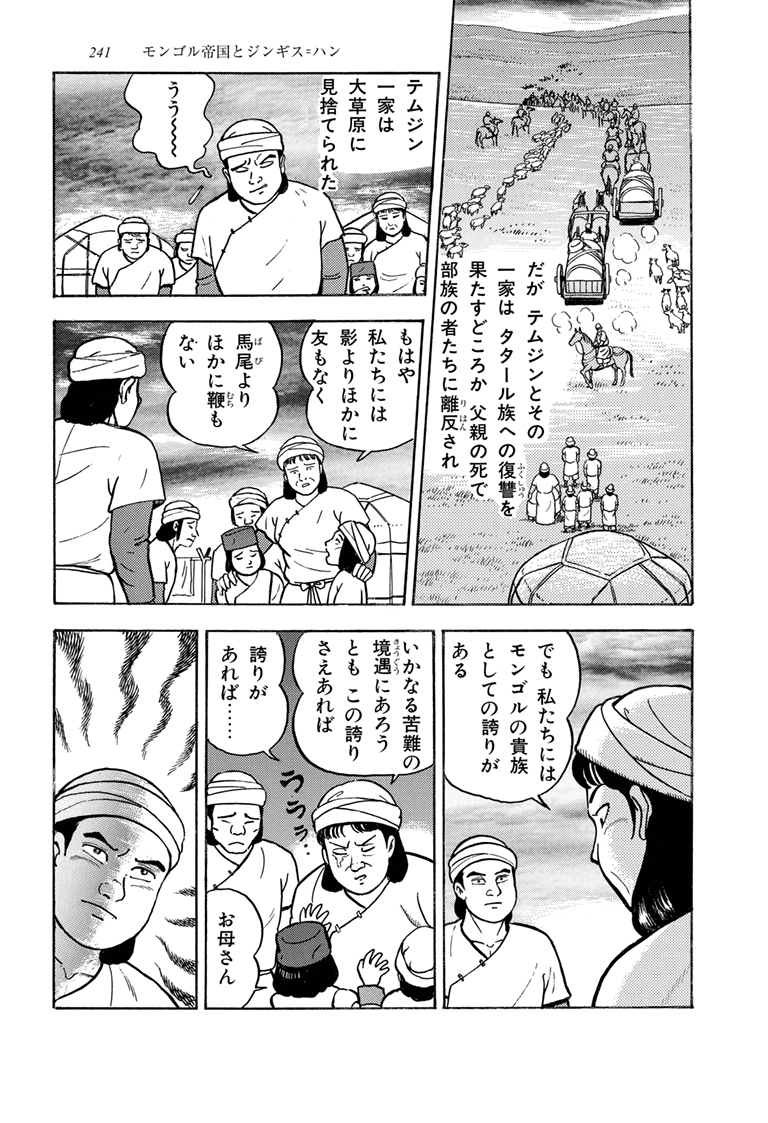 241 モンゴル帝国とジンギス=ハン
だが テムジンとその
一家は タタール族への復讐を
果たすどころか 父親の死で
部族の者たちに離反され
テムジン
一家は
大草原に
見捨てられた
うう〜〜
もはや
私たちには
影よりほかに
友もなく
馬尾より
ほかに鞭も
ない
でも 私たちには
モンゴルの貴族
としての誇りが
ある
いかなる苦難の
境遇にあろう
とも この誇り
さえあれば
誇りが
あれば……
ううう…
お母さん